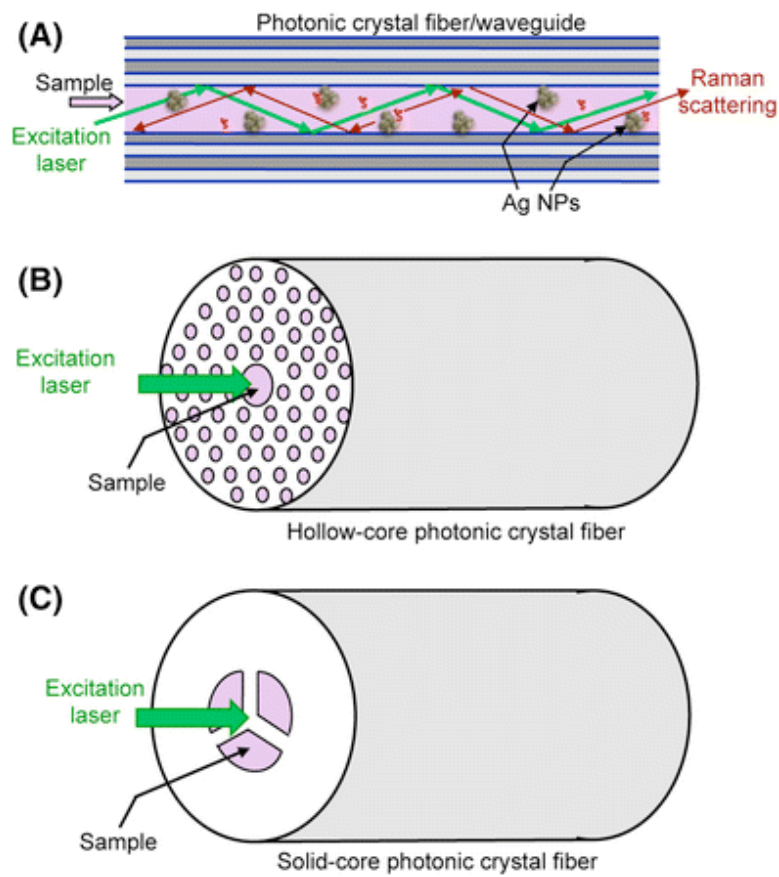 (A)
Photonic crystal fiber/waveguide
Sample
Excitation
laser
Raman
scattering
Ag NPs
(B)
Excitation
laser
Sample
Hollow-core photonic crystal fiber
(C)
Excitation
laser
Sample
Solid-core photonic crystal fiber